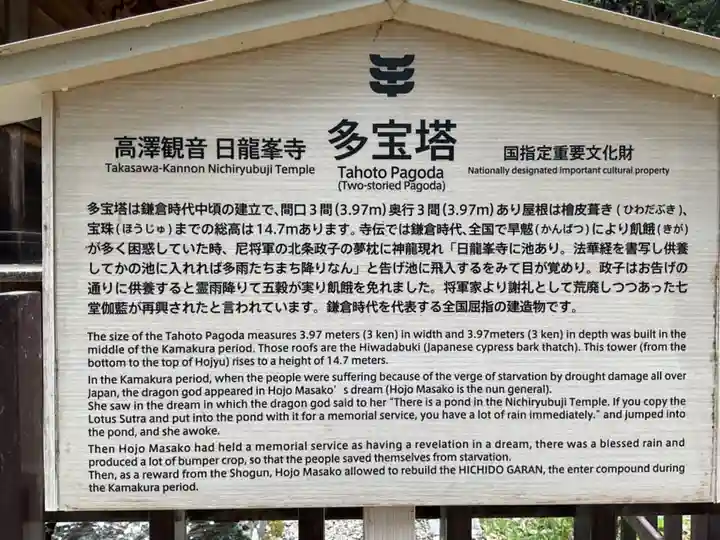 高澤観音 日龍峯寺
Takasawa-Kannon Nichiryubuji Temple
多宝塔
Tahoto Pagoda
(Two-storied Pagoda)
国指定重要文化財
Nationally designated important cultural property
多宝塔は鎌倉時代中頃の建立で、間口3間(3.97m)奥行3間(3.97m)あり屋根は檜皮葺き(ひわだぶき)、
宝珠(ほうじゅ)までの総高は14.7mあります。寺伝では鎌倉時代、全国で旱魃(かんばつ)により飢餓(きが)
が多く困惑していた時、尼将軍の北条政子の夢枕に神龍現れ「日龍峯寺に池あり。法華経を書写し供養
してかの池に入れれば多雨たちまち降りなん」と告げ池に飛入するをみて目が覚めり。政子はお告げの
通りに供養すると霊雨降りて五穀が実り飢餓を免れました。将軍家より謝礼として荒廃しつつあった七
堂伽藍が再興されたと言われています。鎌倉時代を代表する全国屈指の建造物です。
The size of the Tahoto Pagoda measures 3.97 meters (3 ken) in width and 3.97meters (3 ken) in depth was built in the
middle of the Kamakura period. Those roofs are the Hiwadabuki (Japanese cypress bark thatch). This tower (from the
bottom to the top of Hojyu) rises to a height of 14.7 meters.
In the Kamakura period, when the people were suffering because of the verge of starvation by drought damage all over
Japan, the dragon god appeared in Hojo Masako's dream (Hojo Masako is the nun general).
She saw in the dream in which the dragon god said to her "There is a pond in the Nichiryubuji Temple. If you copy the
Lotus Sutra and put into the pond with it for a memorial service, you have a lot of rain immediately." and jumped into
the pond, and she awoke.
Then Hojo Masako had held a memorial service as having a revelation in a dream, there was a blessed rain and
produced a lot of bumper crop, so that the people saved themselves from starvation.
Then, as a reward from the Shogun, Hojo Masako allowed to rebuild the HICHIDO GARAN, the enter compound during
the Kamakura period.